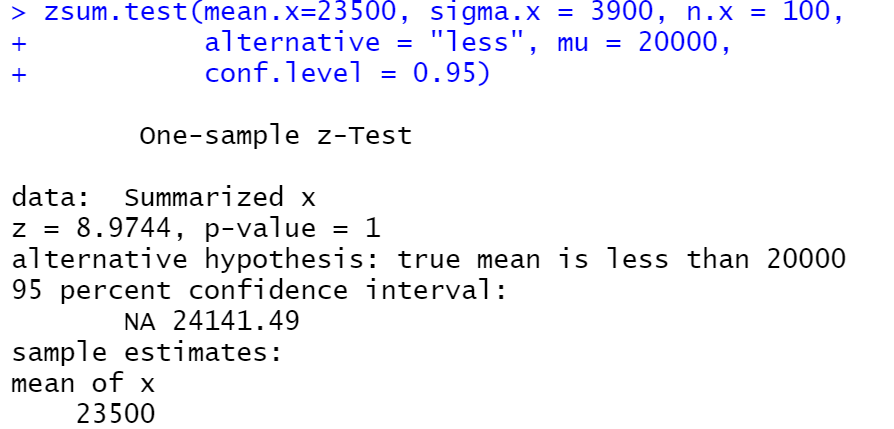 > zsum.test(mean.x=23500, sigma.x = 3900, n.x = 100,
+           alternative = "less", mu = 20000,
+           conf.level = 0.95)
One-sample z-Test
data:  Summarized x
z = 8.9744, p-value = 1
alternative hypothesis: true mean is less than 20000
95 percent confidence interval:
NA 24141.49
sample estimates:
mean of x
23500